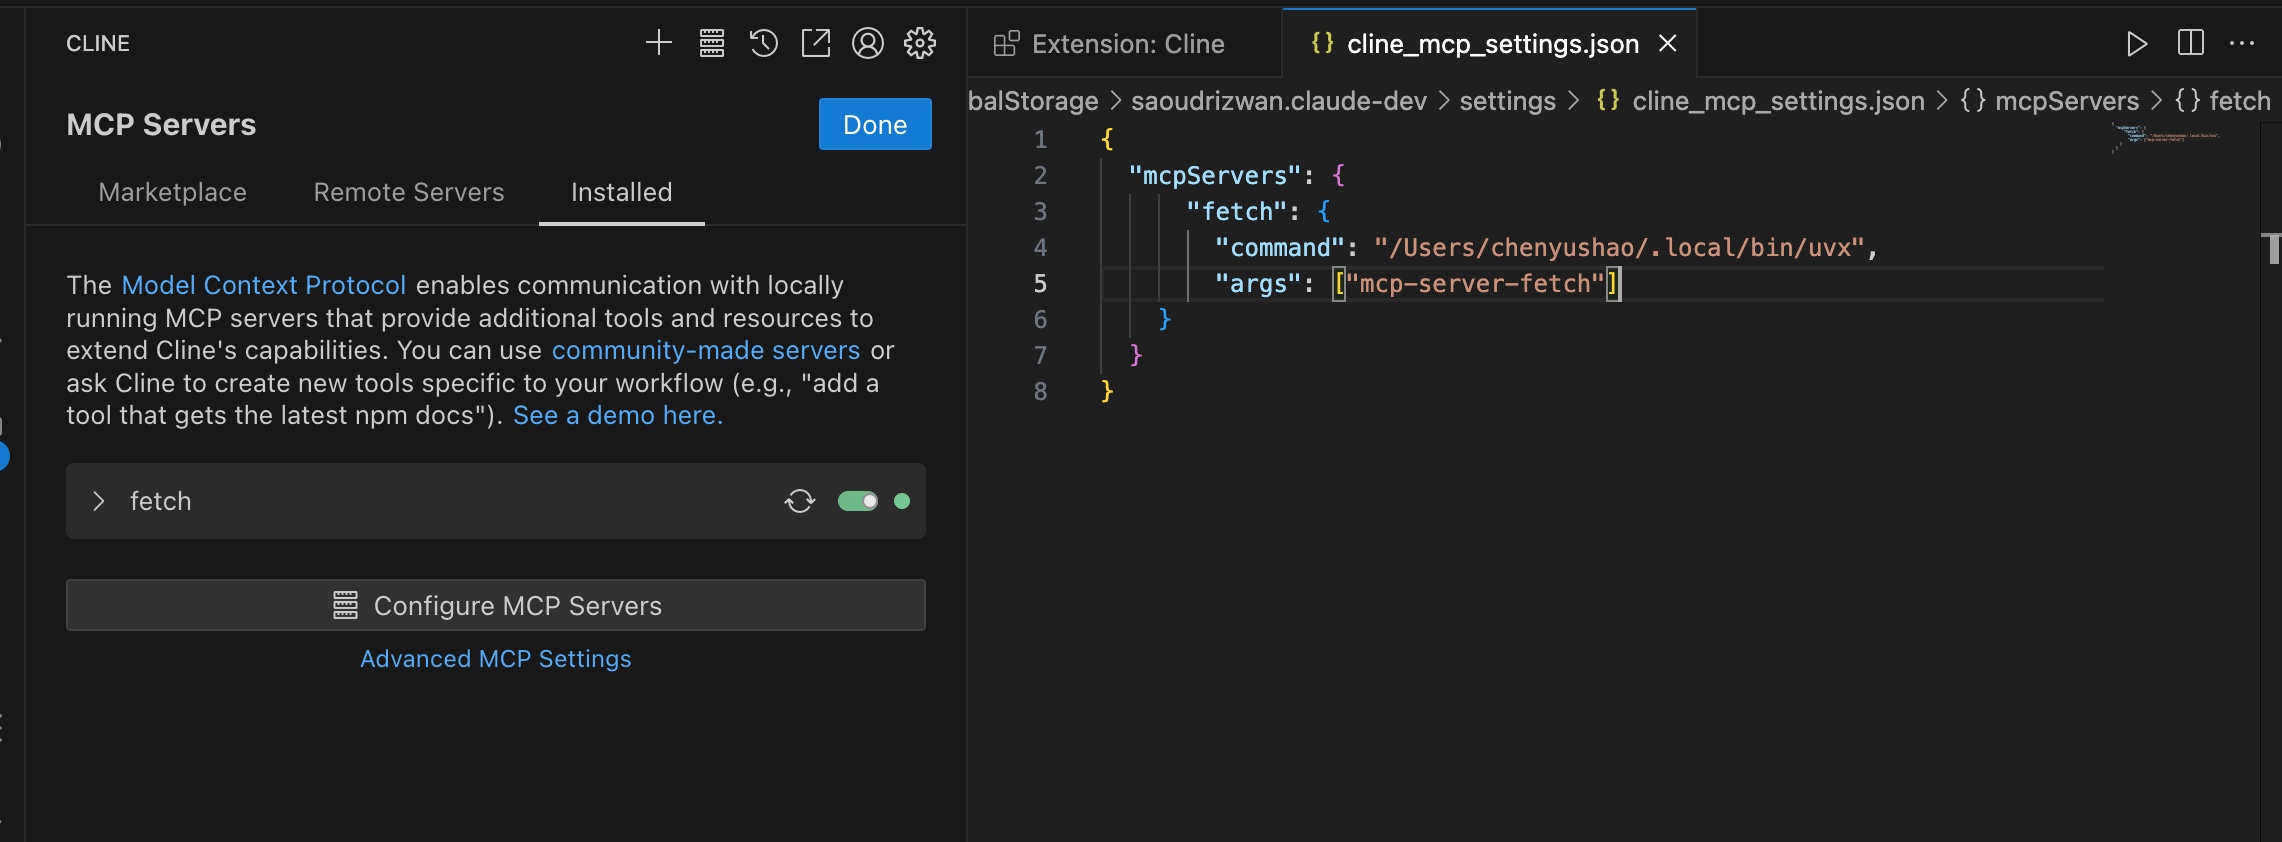 CLINE
MCP Servers
Done
Marketplace
Remote Servers
Installed
The Model Context Protocol enables communication with locally
running MCP servers that provide additional tools and resources to
extend Cline's capabilities. You can use community-made servers or
ask Cline to create new tools specific to your workflow (e.g., "add a
tool that gets the latest npm docs"). See a demo here.
fetch
Configure MCP Servers
Advanced MCP Settings
Extension: Cline
{} cline_mcp_settings.json
balStorage > saoudrizwan.claude-dev > settings > {} cline_mcp_settings.json > {} mcpServers > {} fetch
1 {
2 "mcpServers": {
3 "fetch": {
4 "command": "/Users/chenyushao/.local/bin/uvx",
5 "args": ["mcp-server-fetch"]
6 }
7 }
8 }